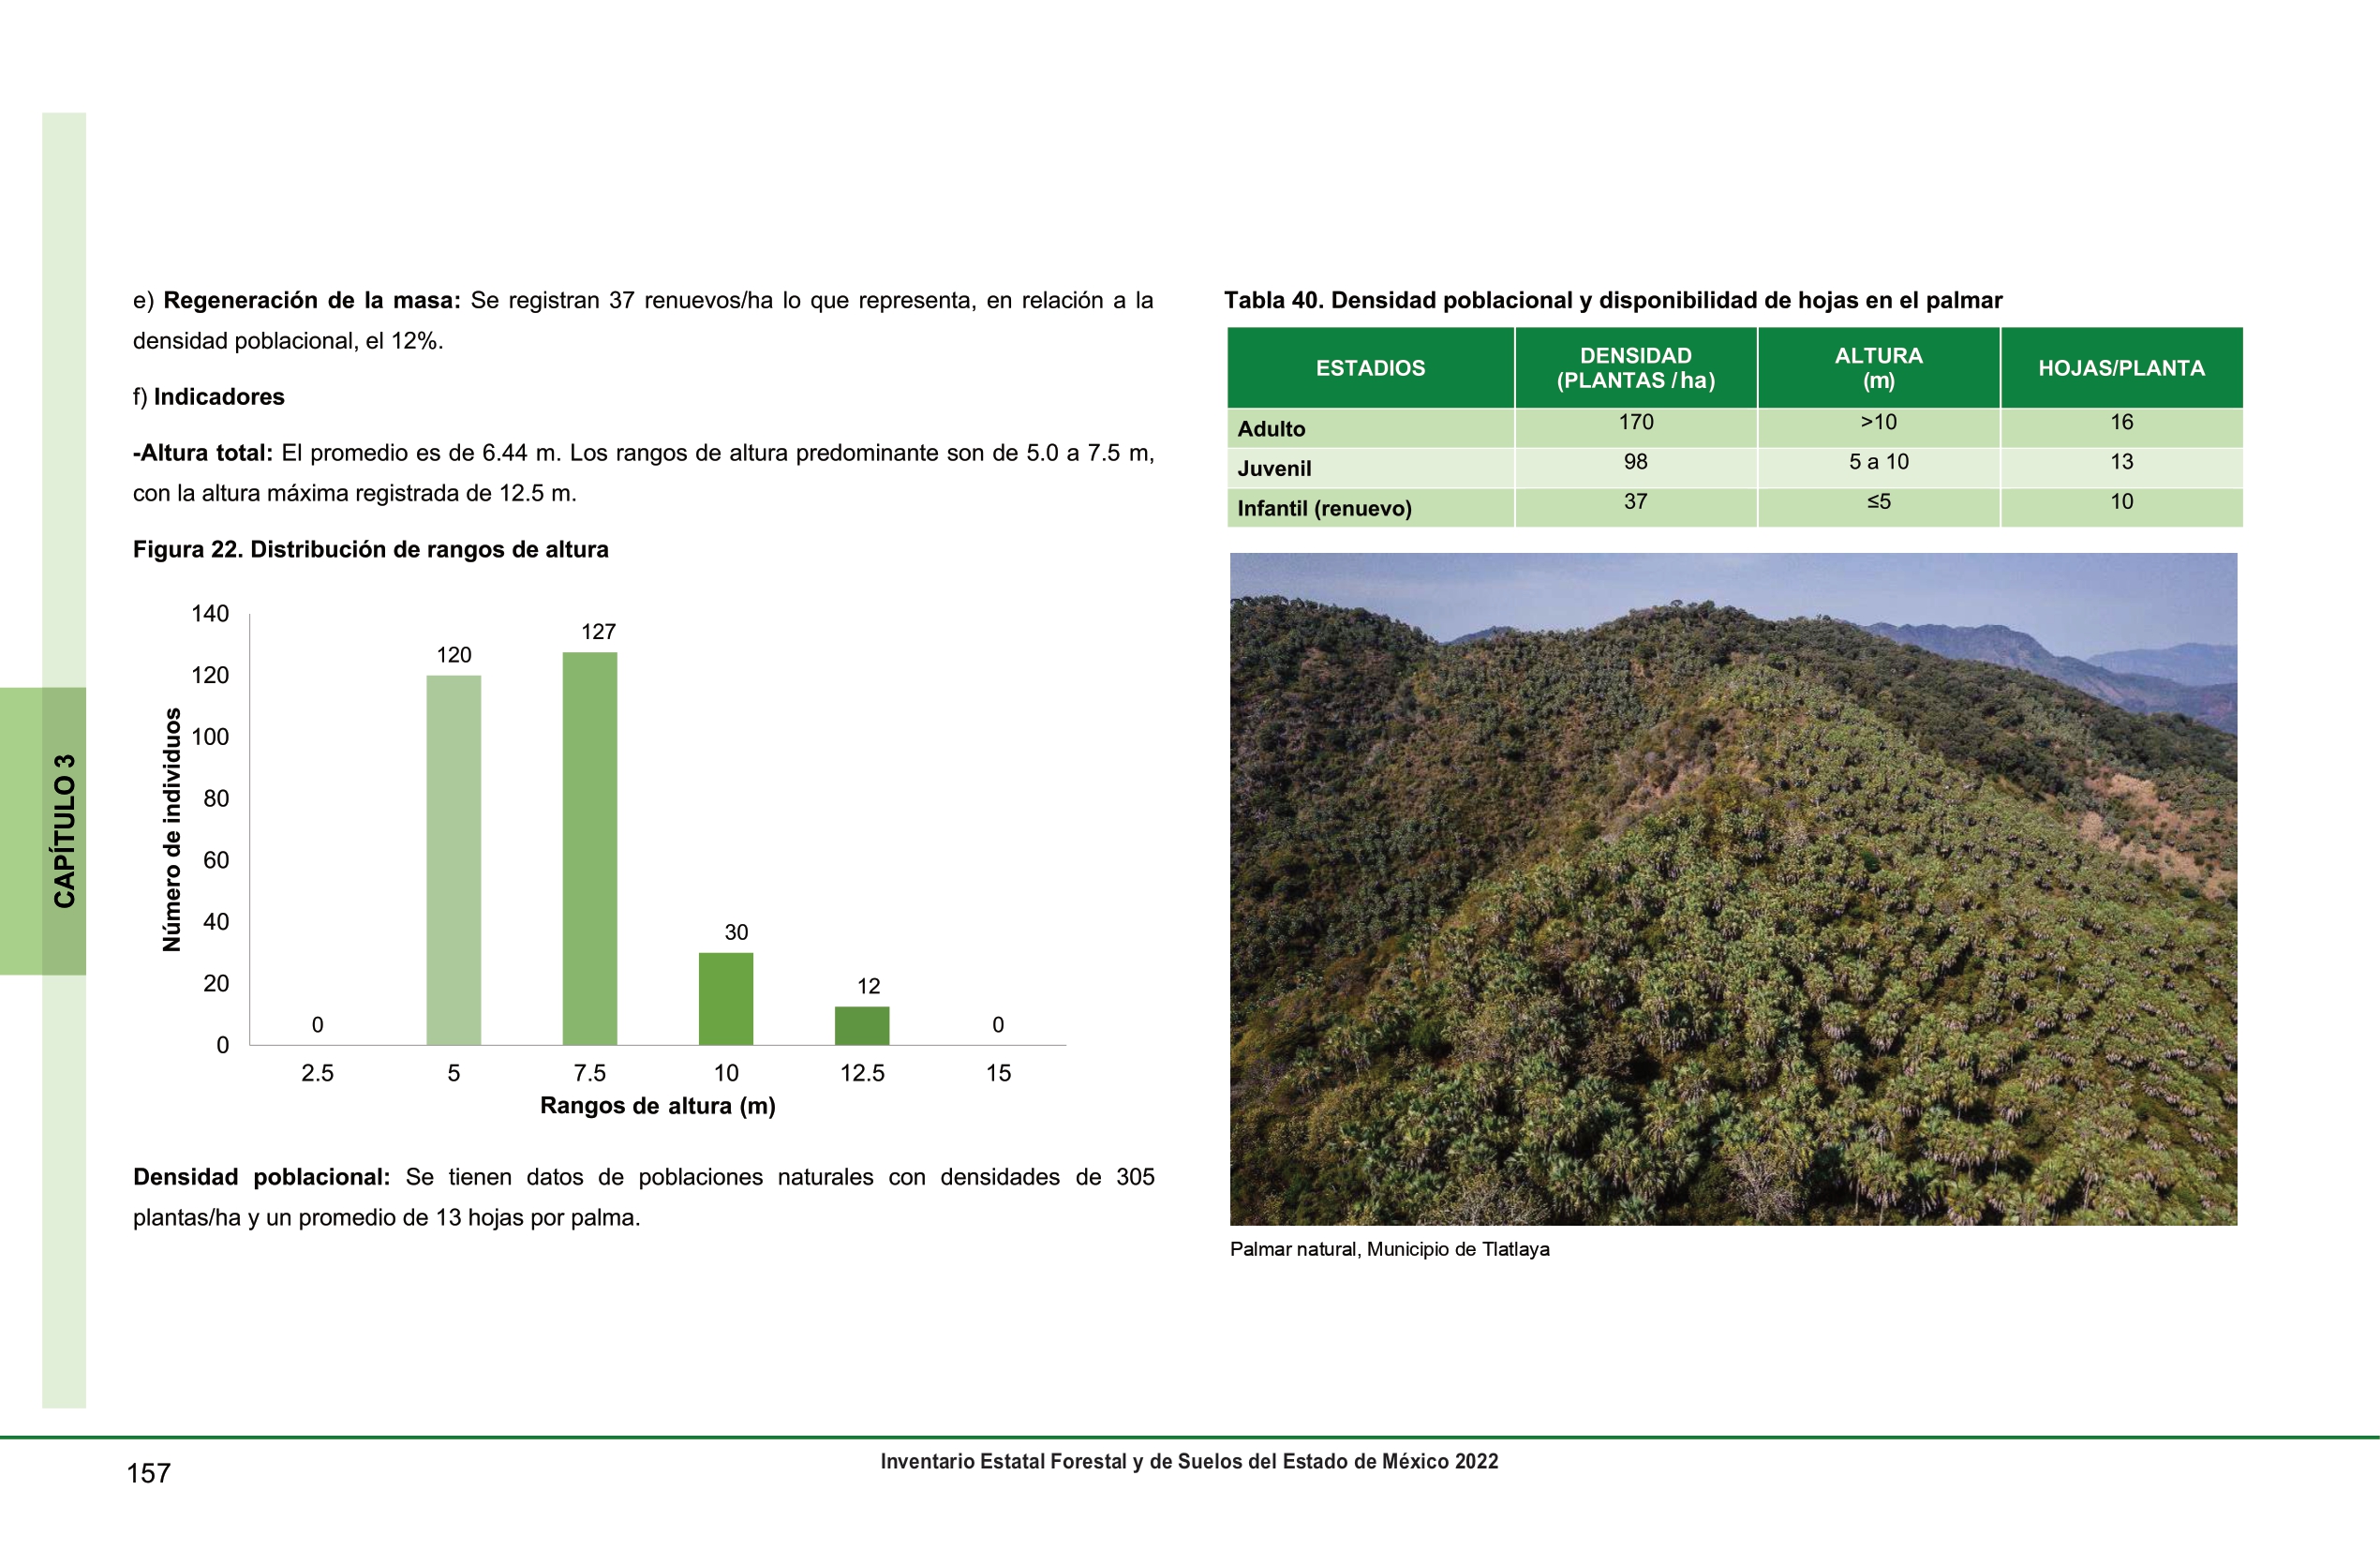 e) Regeneración de la masa: Se registran 37 renuevos/ha lo que representa, en relación a la
densidad poblacional, el 12%.
f) Indicadores
-Altura total: El promedio es de 6.44 m. Los rangos de altura predominante son de 5.0 a 7.5 m,
con la altura máxima registrada de 12.5 m.
Figura 22. Distribución de rangos de altura
140
120
100
80
60
40
20
0
Número de individuos
0
120
127
30
12
0
2.5
5
7.5
10
12.5
15
Rangos de altura (m)
Densidad poblacional: Se tienen datos de poblaciones naturales con densidades de 305
plantas/ha y un promedio de 13 hojas por palma.
Tabla 40. Densidad poblacional y disponibilidad de hojas en el palmar
ESTADIOS
DENSIDAD
(PLANTAS /ha)
ALTURA
(m)
HOJAS/PLANTA
Adulto 170 >10 16
Juvenil 98 5 a 10 13
Infantil (renuevo) 37 ≤5 10
Palmar natural, Municipio de Tlatlaya
CAPÍTULO 3
157
Inventario Estatal Forestal y de Suelos del Estado de México 2022